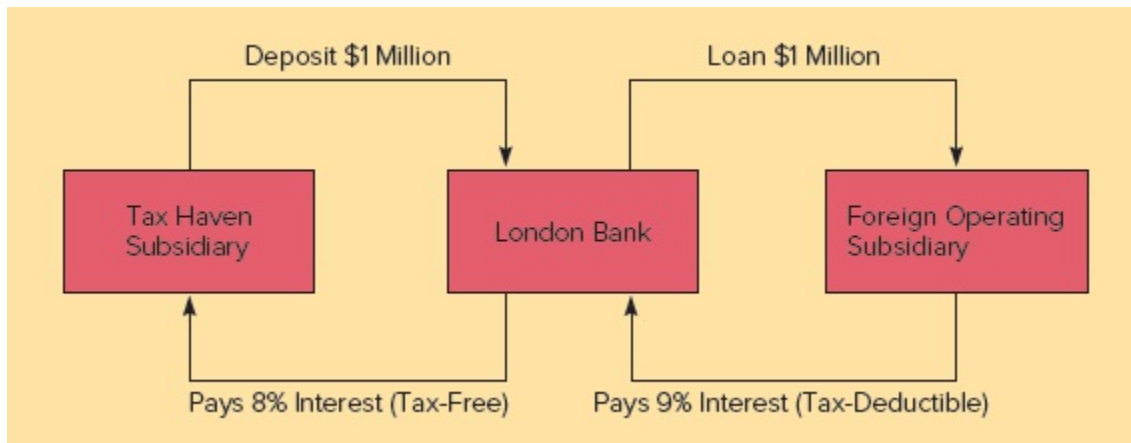 Deposit $1 Million
Loan $1 Million
Tax Haven
Subsidiary
London Bank
Foreign Operating
Subsidiary
Pays 8% Interest (Tax-Free)
Pays 9% Interest (Tax-Deductible)